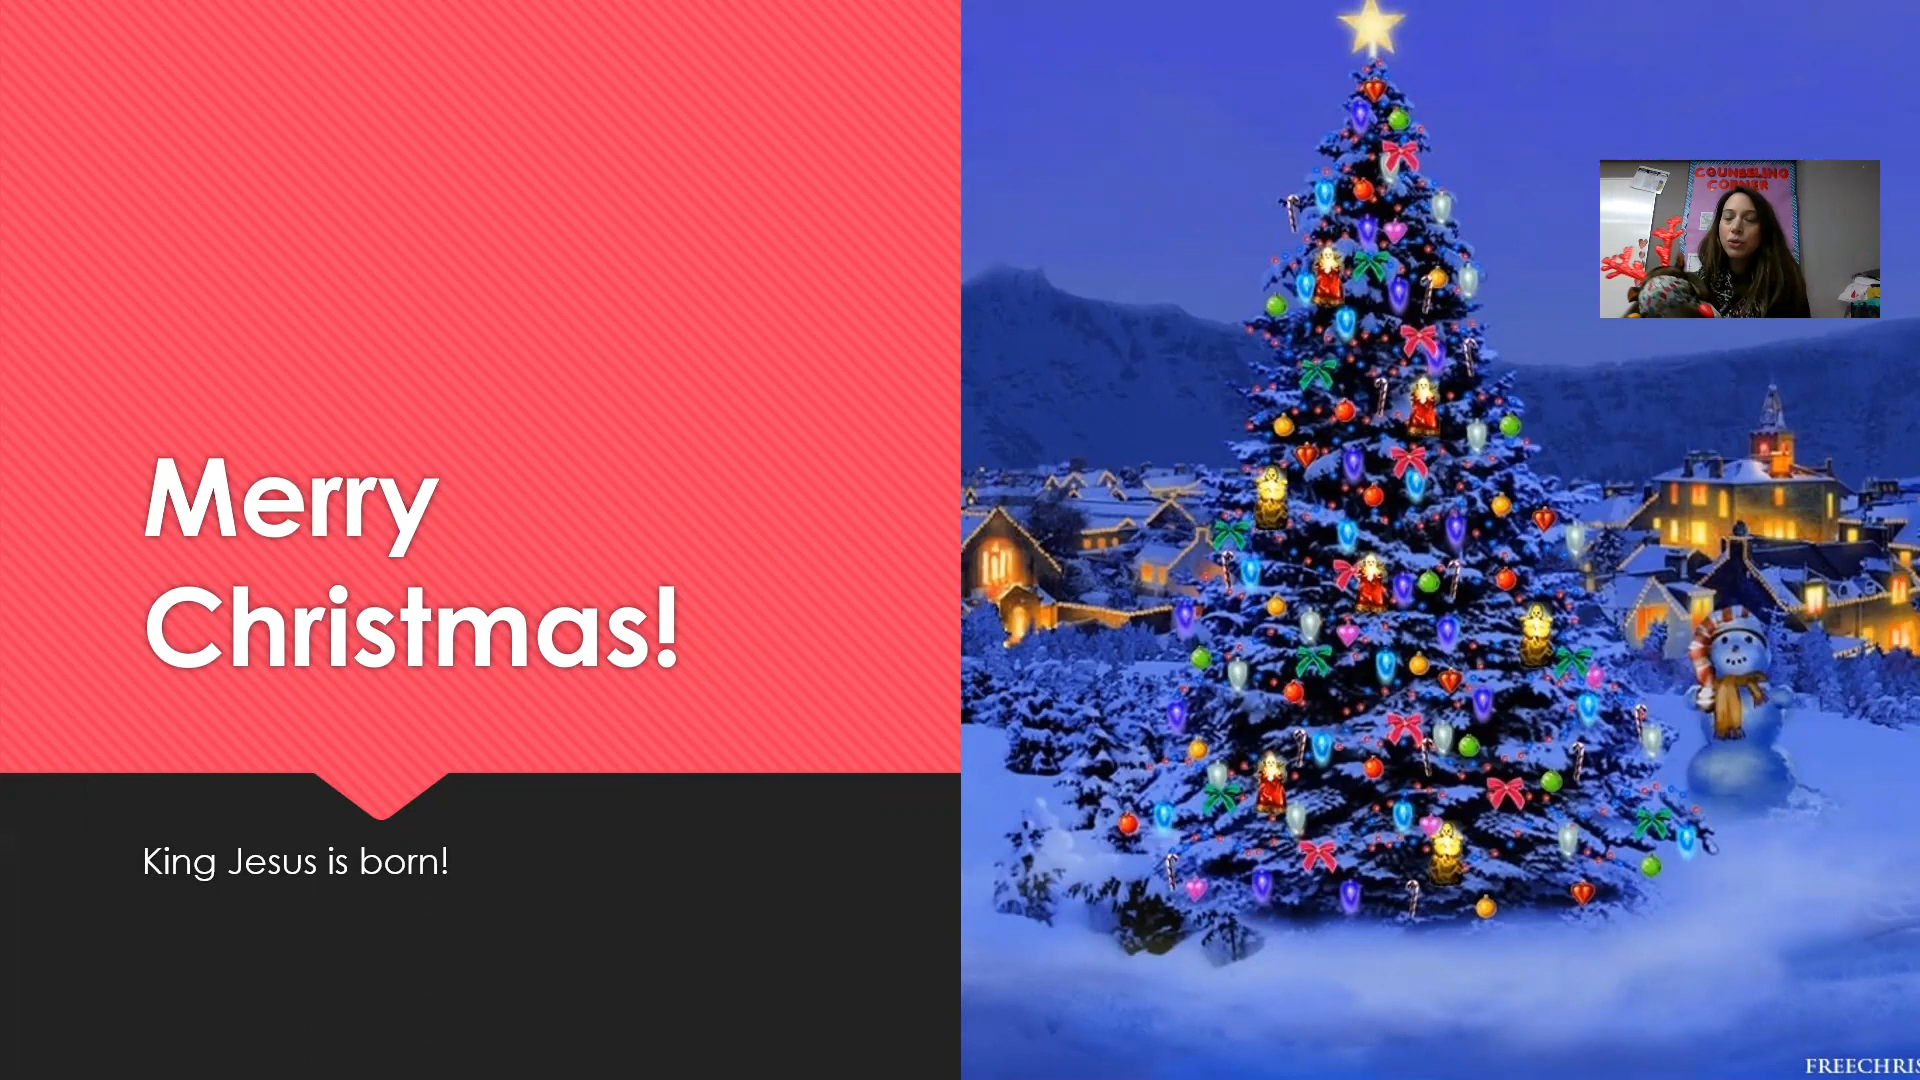 Merry
Christmas!
King Jesus is born!
COUNSELING
CORNER
FREECHRIS